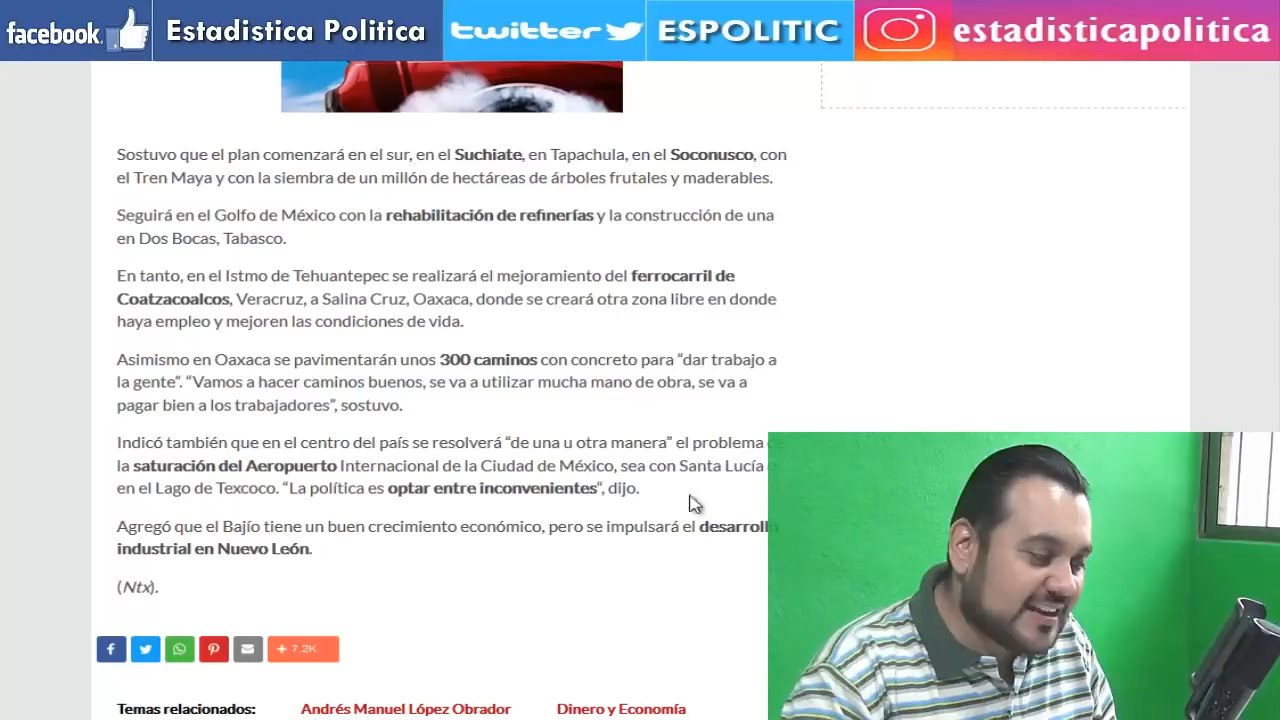 facebook. Estadistica Politica twitter ESPOLITIC estadisticapolitica
Sostuvo que el plan comenzará en el sur, en el Suchiate, en Tapachula, en el Soconusco, con
el Tren Maya y con la siembra de un millón de hectáreas de árboles frutales y maderables.
Seguirá en el Golfo de México con la rehabilitación de refinerías y la construcción de una
en Dos Bocas, Tabasco.
En tanto, en el Istmo de Tehuantepec se realizará el mejoramiento del ferrocarril de
Coatzacoalcos, Veracruz, a Salina Cruz, Oaxaca, donde se creará otra zona libre en donde
haya empleo y mejoren las condiciones de vida.
Asimismo en Oaxaca se pavimentarán unos 300 caminos con concreto para “dar trabajo a
la gente”. “Vamos a hacer caminos buenos, se va a utilizar mucha mano de obra, se va a
pagar bien a los trabajadores”, sostuvo.
Indicó también que en el centro del país se resolverá “de una u otra manera” el problema
la saturación del Aeropuerto Internacional de la Ciudad de México, sea con Santa Lucía
en el Lago de Texcoco. “La política es optar entre inconvenientes“, dijo.
Agregó que el Bajío tiene un buen crecimiento económico, pero se impulsará el desarrollo
industrial en Nuevo León.
(Ntx).
+ 7.2K
Temas relacionados: Andrés Manuel López Obrador Dinero y Economía